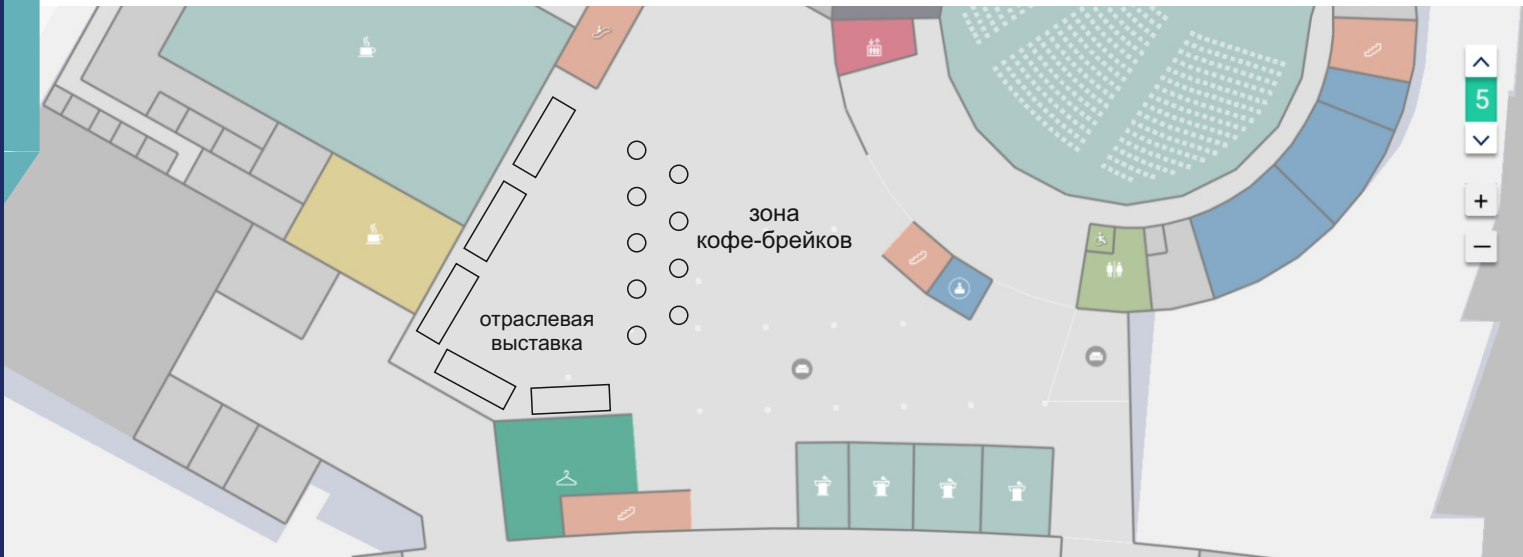 зона
кофе-брейков
отраслевая
выставка
5
+
−